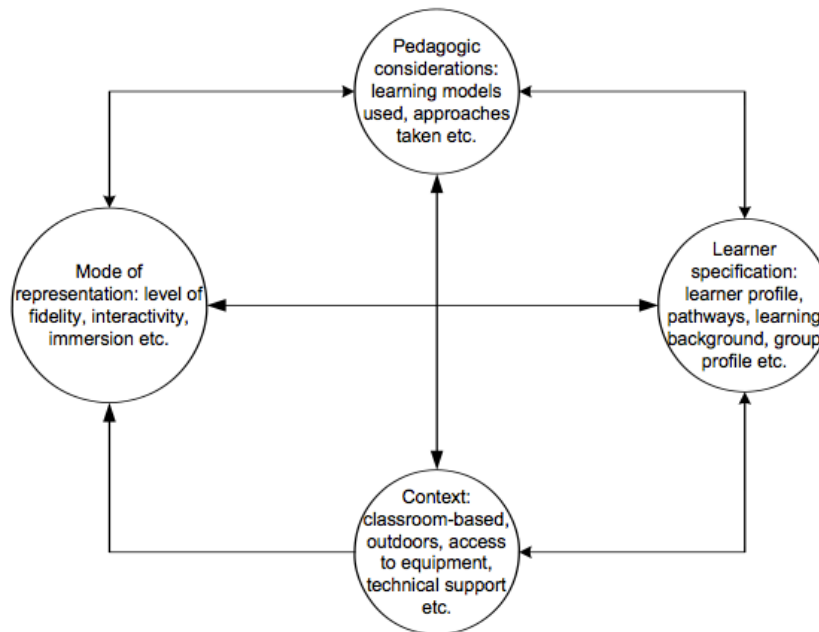 Pedagogic
considerations:
learning models
used, approaches
taken etc.
Mode of
representation: level of
fidelity, interactivity,
immersion etc.
Learner
specification:
learner profile,
pathways, learning
background, group
profile etc.
Context:
classroom-based,
outdoors, access
to equipment,
technical support
etc.